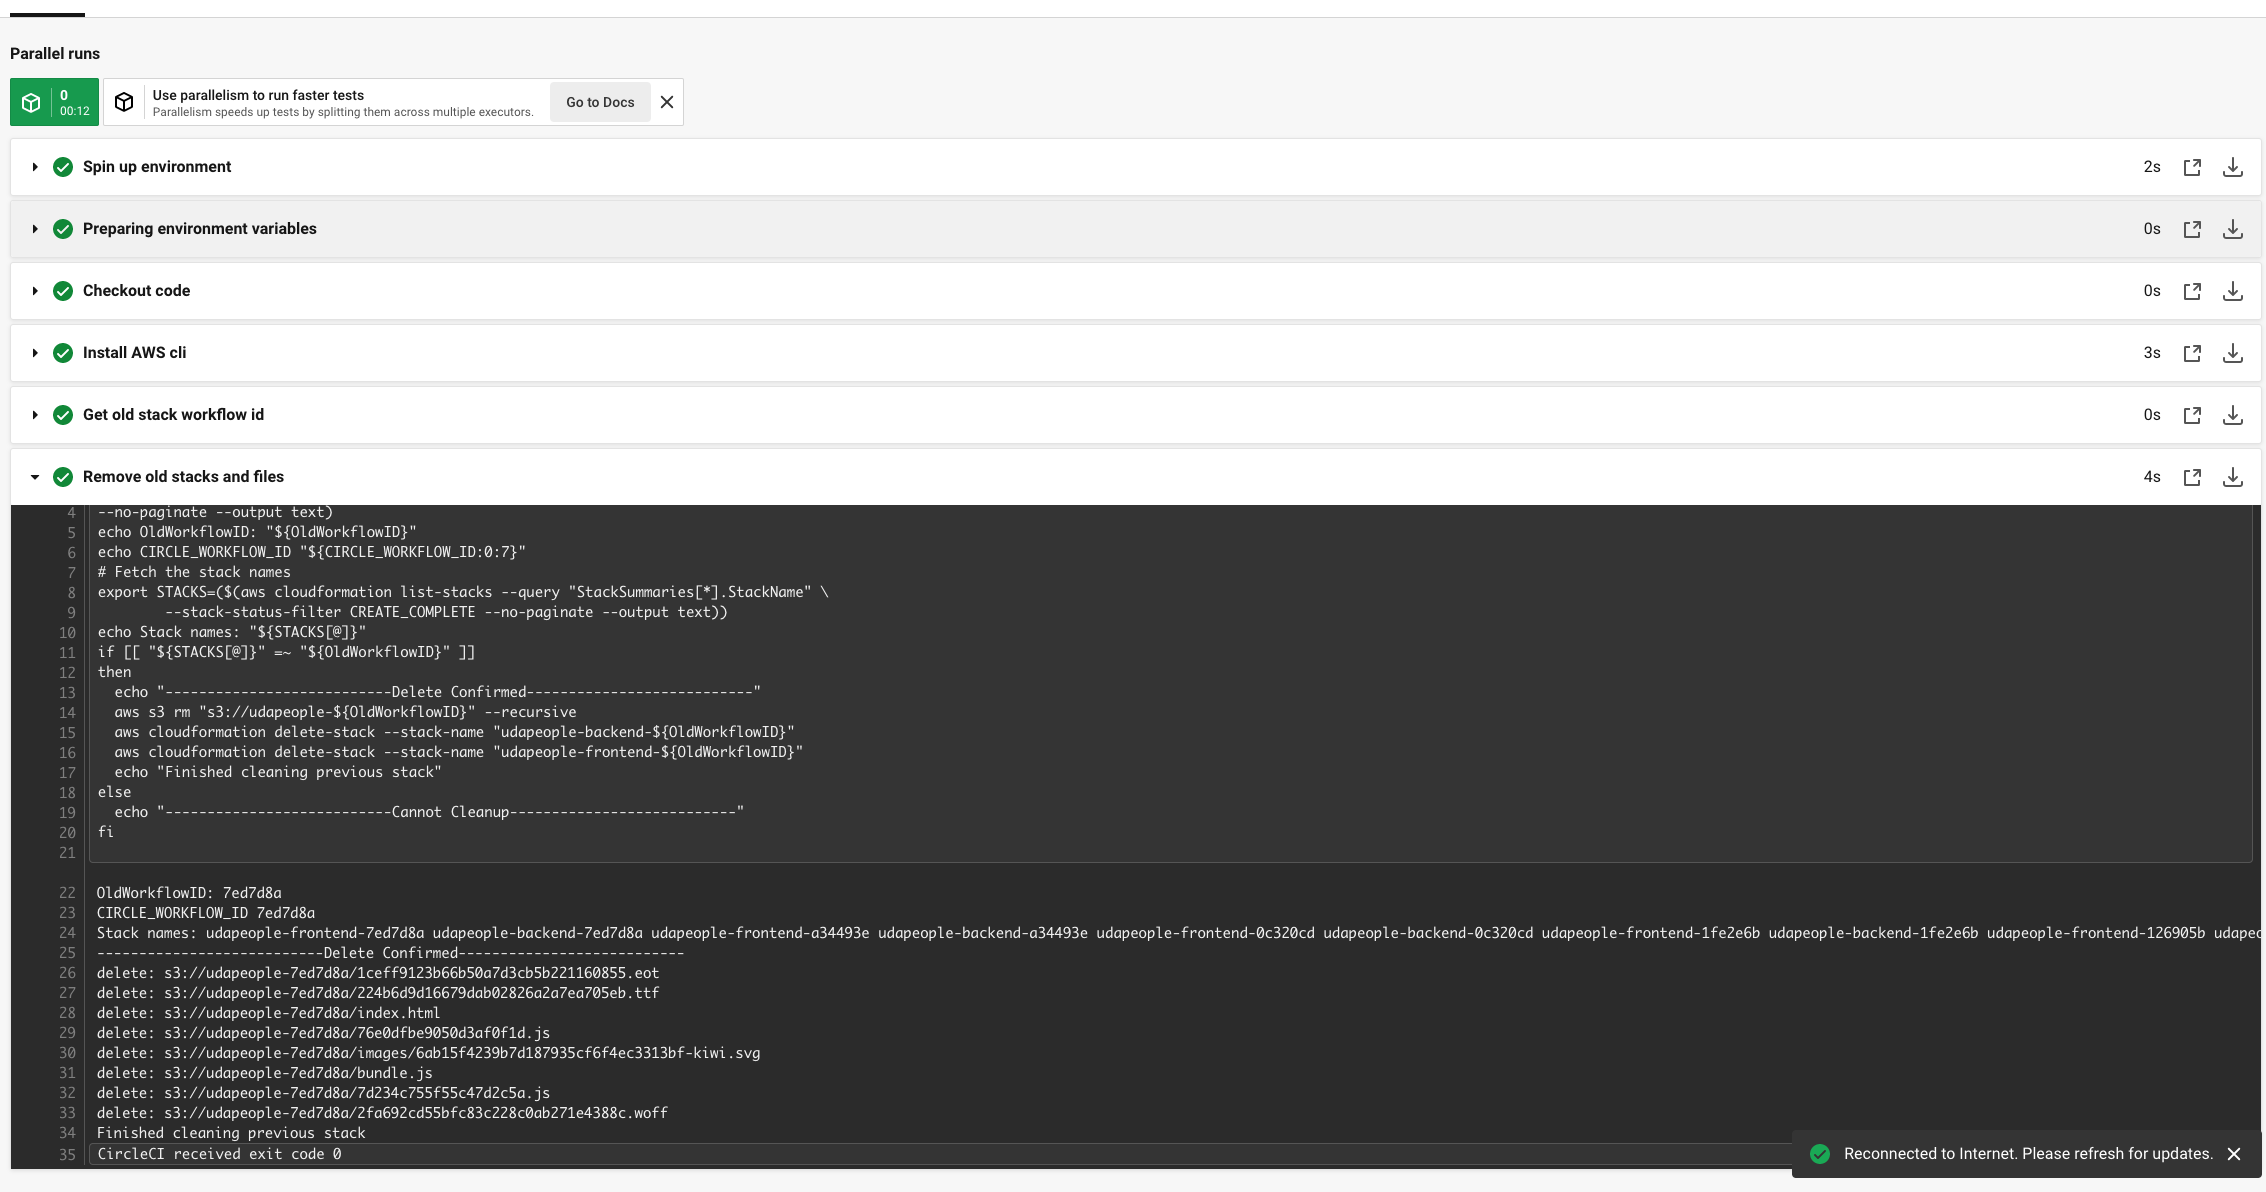 Parallel runs
0
00:12
Use parallelism to run faster tests
Parallelism speeds up tests by splitting them across multiple executors.
Go to Docs
Spin up environment 2s
Preparing environment variables 0s
Checkout code 0s
Install AWS cli 3s
Get old stack workflow id 0s
Remove old stacks and files 4s
4 --no-paginate --output text)
5 echo OldWorkflowID: "${OldWorkflowID}"
6 echo CIRCLE_WORKFLOW_ID "${CIRCLE_WORKFLOW_ID:0:7}"
7 # Fetch the stack names
8 export STACKS=($(aws cloudformation list-stacks --query "StackSummaries[*].StackName" \
9         --stack-status-filter CREATE_COMPLETE --no-paginate --output text))
10 echo Stack names: "${STACKS[@]}"
11 if [[ "${STACKS[@]}" =~ "${OldWorkflowID}" ]]
12 then
13   echo "---------------------------Delete Confirmed---------------------------"
14   aws s3 rm "s3://udapeople-${OldWorkflowID}" --recursive
15   aws cloudformation delete-stack --stack-name "udapeople-backend-${OldWorkflowID}"
16   aws cloudformation delete-stack --stack-name "udapeople-frontend-${OldWorkflowID}"
17   echo "Finished cleaning previous stack"
18 else
19   echo "---------------------------Cannot Cleanup---------------------------"
20 fi
21
22 OldWorkflowID: 7ed7d8a
23 CIRCLE_WORKFLOW_ID 7ed7d8a
24 Stack names: udapeople-frontend-7ed7d8a udapeople-backend-7ed7d8a udapeople-frontend-a34493e udapeople-backend-a34493e udapeople-frontend-0c320cd udapeople-backend-0c320cd udapeople-frontend-1fe2e6b udapeople-backend-1fe2e6b udapeople-frontend-126905b
25 ---------------------------Delete Confirmed---------------------------
26 delete: s3://udapeople-7ed7d8a/1ceff9123b66b50a7d3cb5b221160855.eot
27 delete: s3://udapeople-7ed7d8a/224b6d9d16679dab02826a2a7ea705eb.ttf
28 delete: s3://udapeople-7ed7d8a/index.html
29 delete: s3://udapeople-7ed7d8a/76e0dfbe9050d3af0f1d.js
30 delete: s3://udapeople-7ed7d8a/images/6ab15f4239b7d187935cf6f4ec3313bf-kiwi.svg
31 delete: s3://udapeople-7ed7d8a/bundle.js
32 delete: s3://udapeople-7ed7d8a/7d234c755f55c47d2c5a.js
33 delete: s3://udapeople-7ed7d8a/2fa692cd55bfc83c228c0ab271e4388c.woff
34 Finished cleaning previous stack
35 CircleCI received exit code 0
Reconnected to Internet. Please refresh for updates.